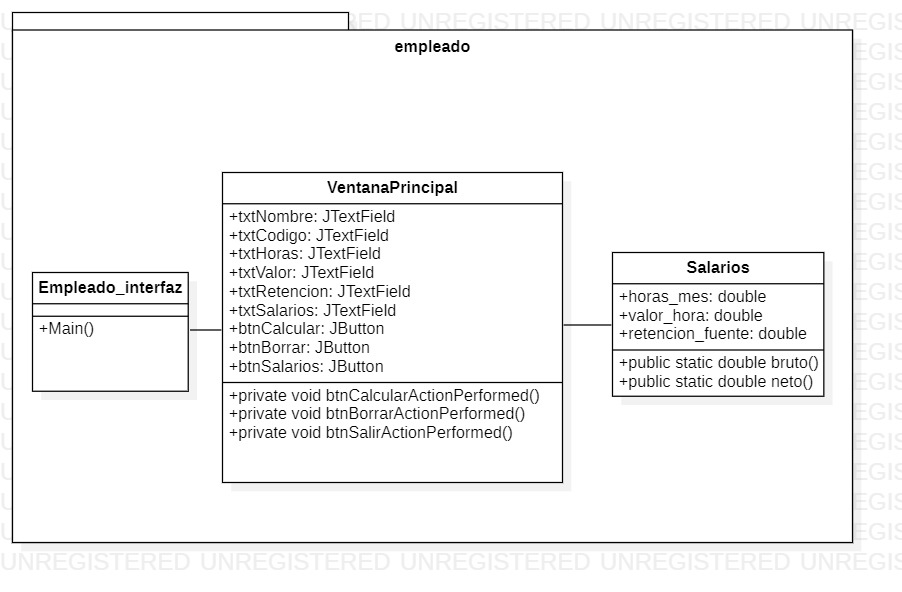 empleado
Empleado_interfaz
+Main()
VentanaPrincipal
+txtNombre: JTextField
+txtCodigo: JTextField
+txtHoras: JTextField
+txtValor: JTextField
+txtRetencion: JTextField
+txtSalarios: JTextField
+btnCalcular: JButton
+btnBorrar: JButton
+btnSalarios: JButton
+private void btnCalcularActionPerformed()
+private void btnBorrarActionPerformed()
+private void btnSalirActionPerformed()
Salarios
+horas_mes: double
+valor_hora: double
+retencion_fuente: double
+public static double bruto()
+public static double neto()
UNREGISTERED UNREGISTERED UNREGISTERED UNREGISTERED UNREGISTERED